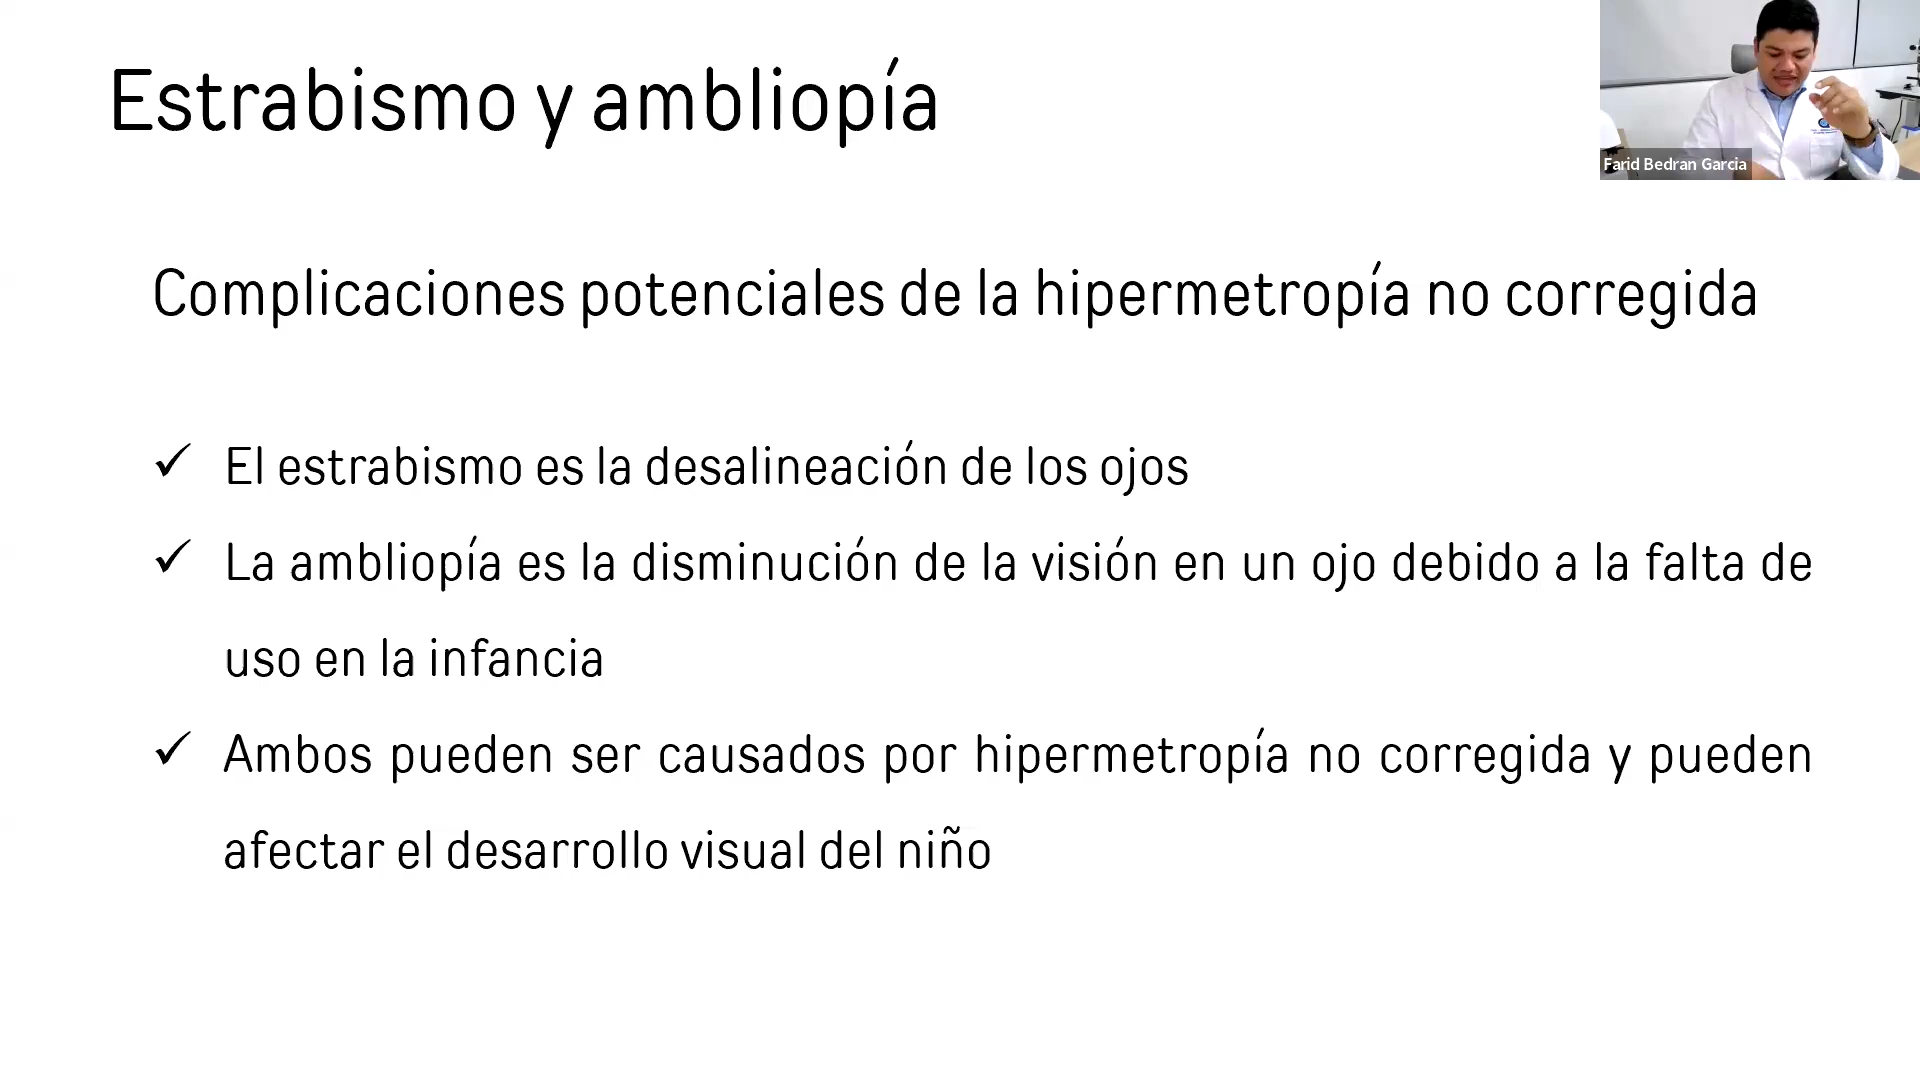 Estrabismo y ambliopía
Farid Bedran Garcia
Complicaciones potenciales de la hipermetropía no corregida
✓ El estrabismo es la desalineación de los ojos
✓ La ambliopía es la disminución de la visión en un ojo debido a la falta de
uso en la infancia
✓ Ambos pueden ser causados por hipermetropía no corregida y pueden
afectar el desarrollo visual del niño